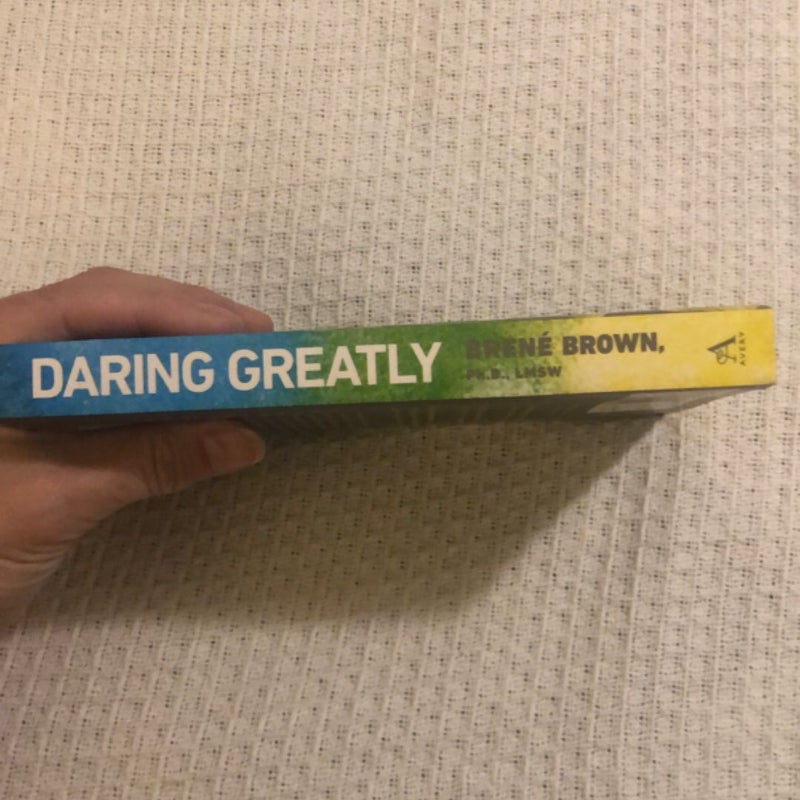 DARING GREATLY
BRENÉ BROWN,
PH.D., LMSW
AVERY